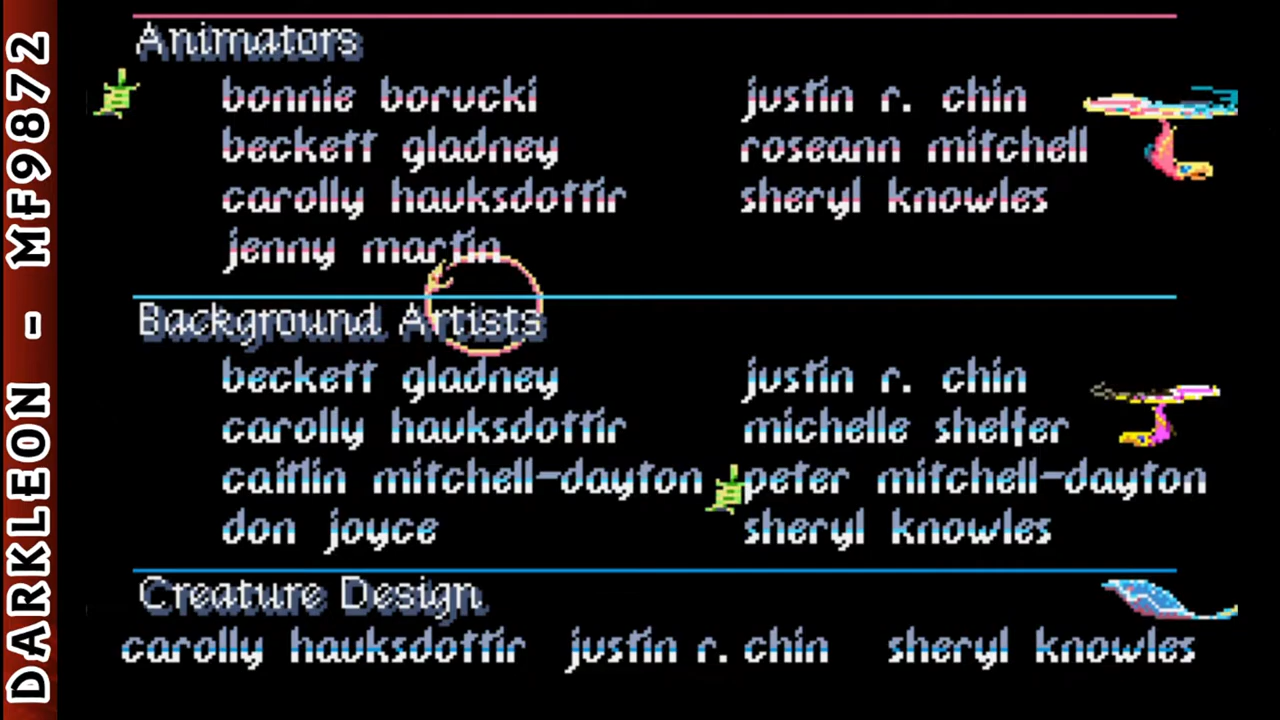 DARKLEON - MF9872
Animators
bonnie borucki justin r. chin
beckett gladney roseann mitchell
carolly hauksdottir sheryl knowles
jenny martin
Background Artists
beckett gladney justin r. chin
carolly hauksdottir michelle shelfer
caitlin mitchell-dayton peter mitchell-dayton
don joyce sheryl knowles
Creature Design
carolly hauksdottir justin r. chin sheryl knowles